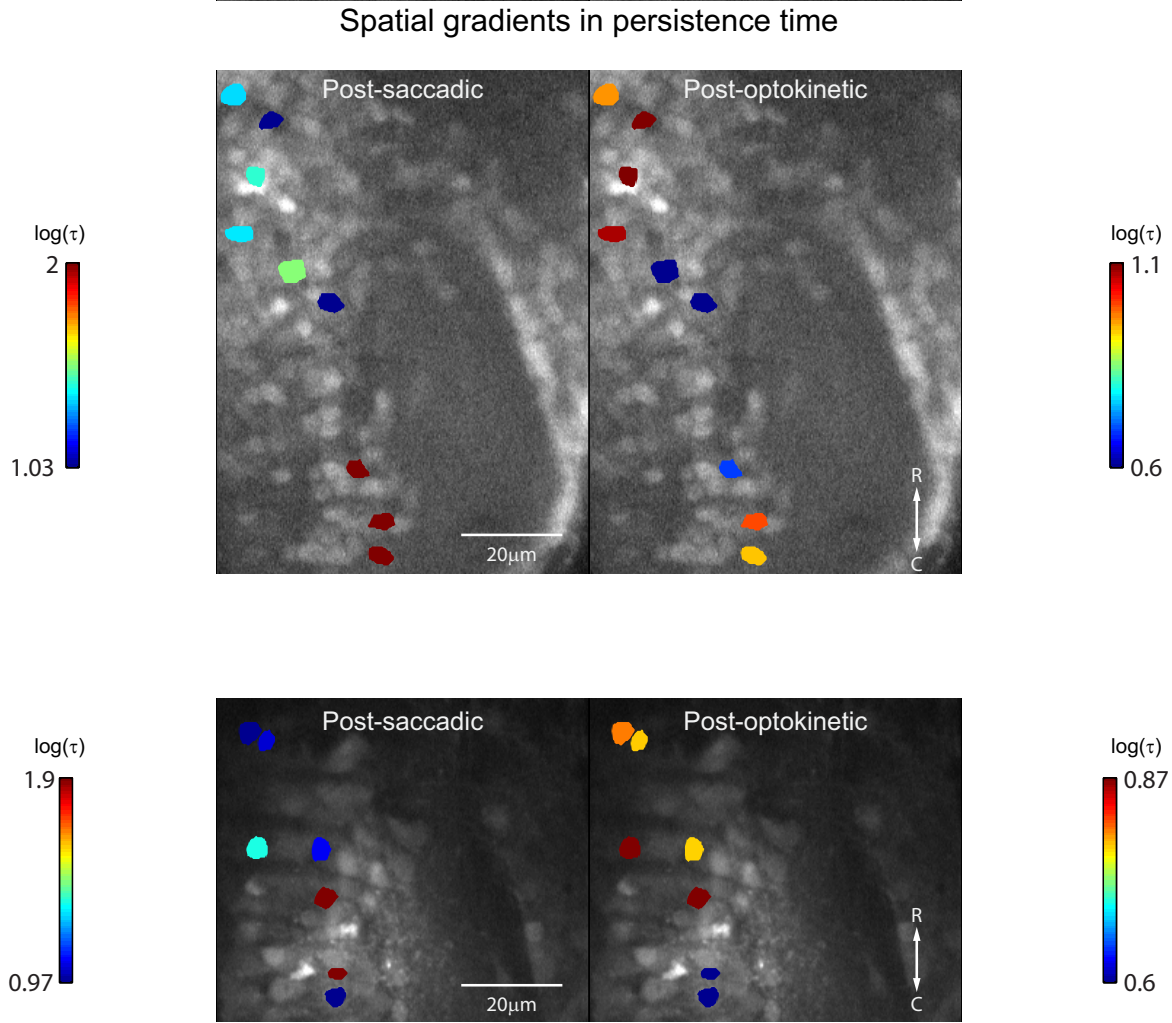 Spatial gradients in persistence time
Post-saccadic
Post-optokinetic
log(τ)
2
1.03
log(τ)
1.1
0.6
20μm
R
C
Post-saccadic
Post-optokinetic
log(τ)
1.9
0.97
log(τ)
0.87
0.6
20μm
R
C